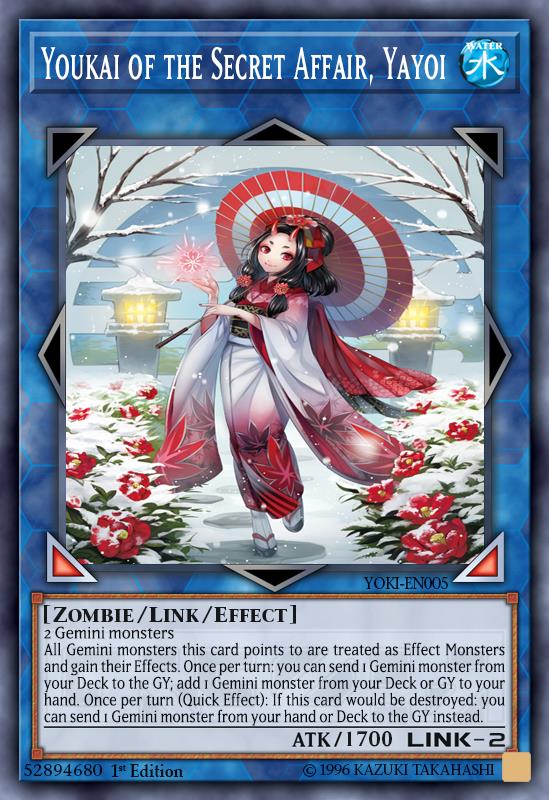 YOUKAI OF THE SECRET AFFAIR, YAYOI
WATER
水
YOKI-EN005
[ZOMBIE/LINK/EFFECT]
2 Gemini monsters
All Gemini monsters this card points to are treated as Effect Monsters
and gain their Effects. Once per turn: you can send 1 Gemini monster from
your Deck to the GY; add 1 Gemini monster from your Deck or GY to your
hand. Once per turn (Quick Effect): If this card would be destroyed: you
can send 1 Gemini monster from your hand or Deck to the GY instead.
ATK/1700 LINK-2
52894680 1st Edition © 1996 KAZUKI TAKAHASHI